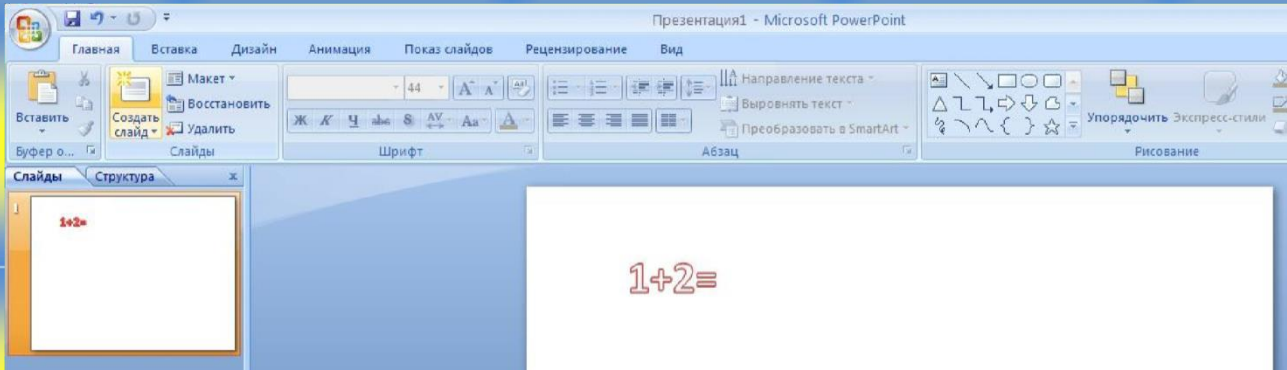 Презентация1 - Microsoft PowerPoint
Главная Вставка Дизайн Анимация Показ слайдов Рецензирование Вид
Вставить
Создать слайд
Макет
Восстановить
Удалить
44
Ж К Ч abc S AV Aa А
Направление текста
Выровнять текст
Преобразовать в SmartArt
Упорядочить Экспресс-стили
Буфер о... Слайды Шрифт Абзац Рисование
Слайды Структура x
1
1+2=
1+2=